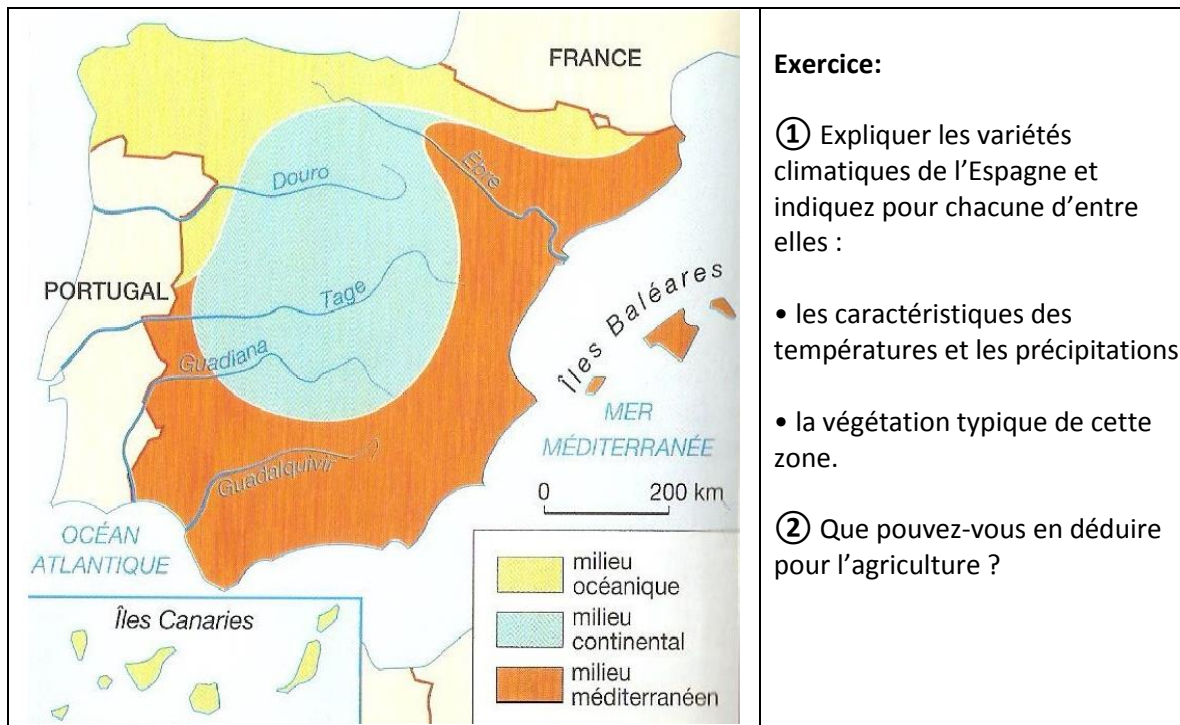 FRANCE
Douro
Èbre
PORTUGAL
Tage
Guadiana
Îles Baléares
MER
MÉDITERRANÉE
Guadalquivir
0 200 km
OCÉAN
ATLANTIQUE
Îles Canaries
milieu
océanique
milieu
continental
milieu
méditerranéen
Exercice:
① Expliquer les variétés
climatiques de l’Espagne et
indiquez pour chacune d’entre
elles :
• les caractéristiques des
températures et les précipitations
• la végétation typique de cette
zone.
② Que pouvez-vous en déduire
pour l’agriculture ?